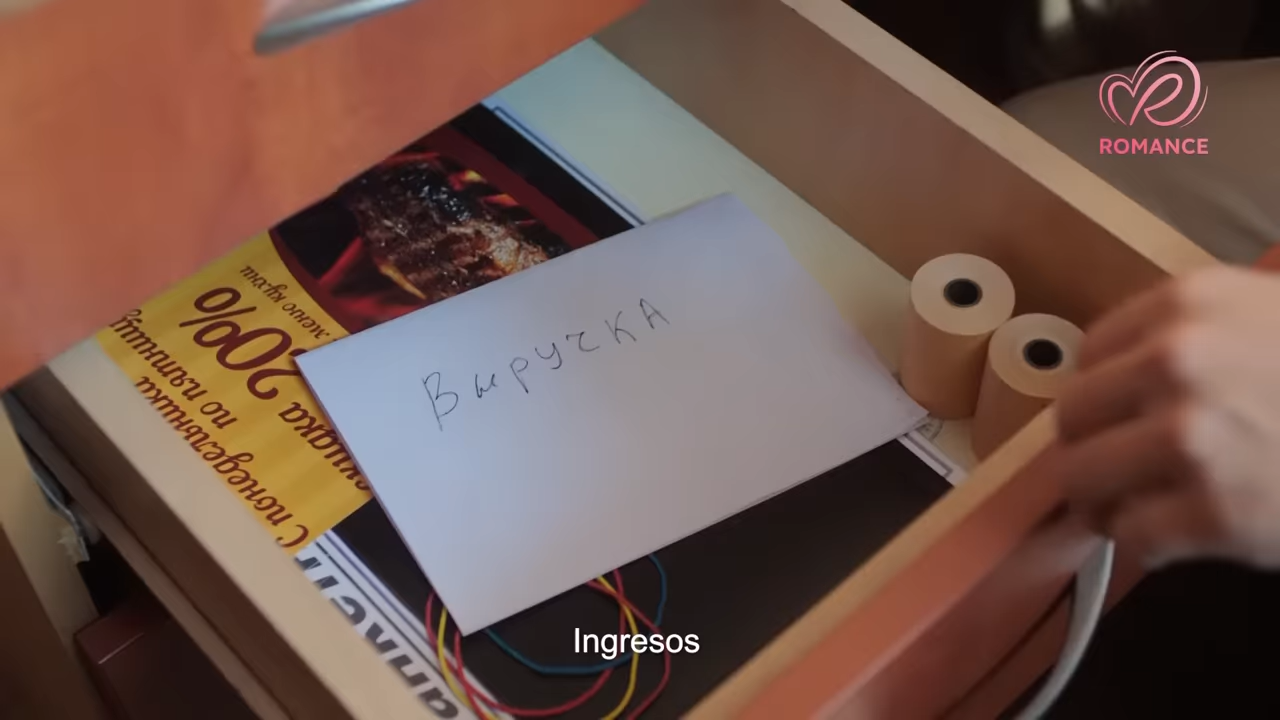 ROMANCE
меню кухни
20%
скидка
по пятницу
С понедельника
Выручка
Ingresos